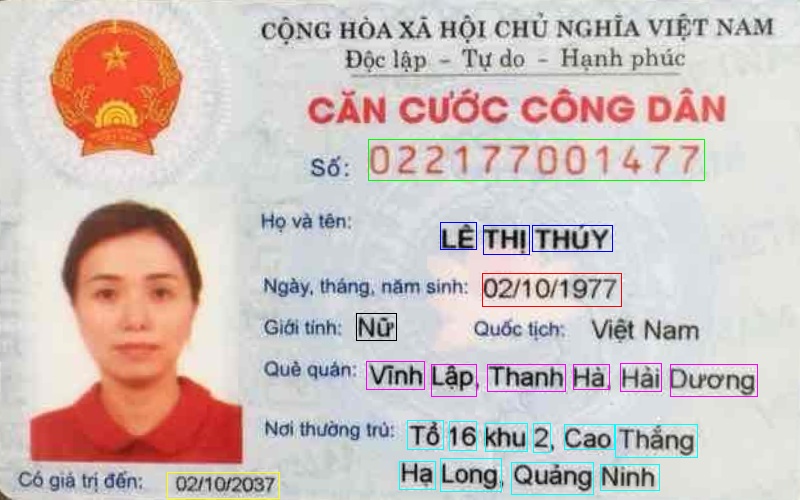 CỘNG HÒA XÃ HỘI CHỦ NGHĨA VIỆT NAM
Độc lập - Tự do - Hạnh phúc
CĂN CƯỚC CÔNG DÂN
Số: 022177001477
Họ và tên:
LÊ THỊ THÚY
Ngày, tháng, năm sinh: 02/10/1977
Giới tính: Nữ Quốc tịch: Việt Nam
Quê quán: Vĩnh Lập, Thanh Hà, Hải Dương
Nơi thường trú: Tổ 16 khu 2, Cao Thắng
Hạ Long, Quảng Ninh
Có giá trị đến: 02/10/2037